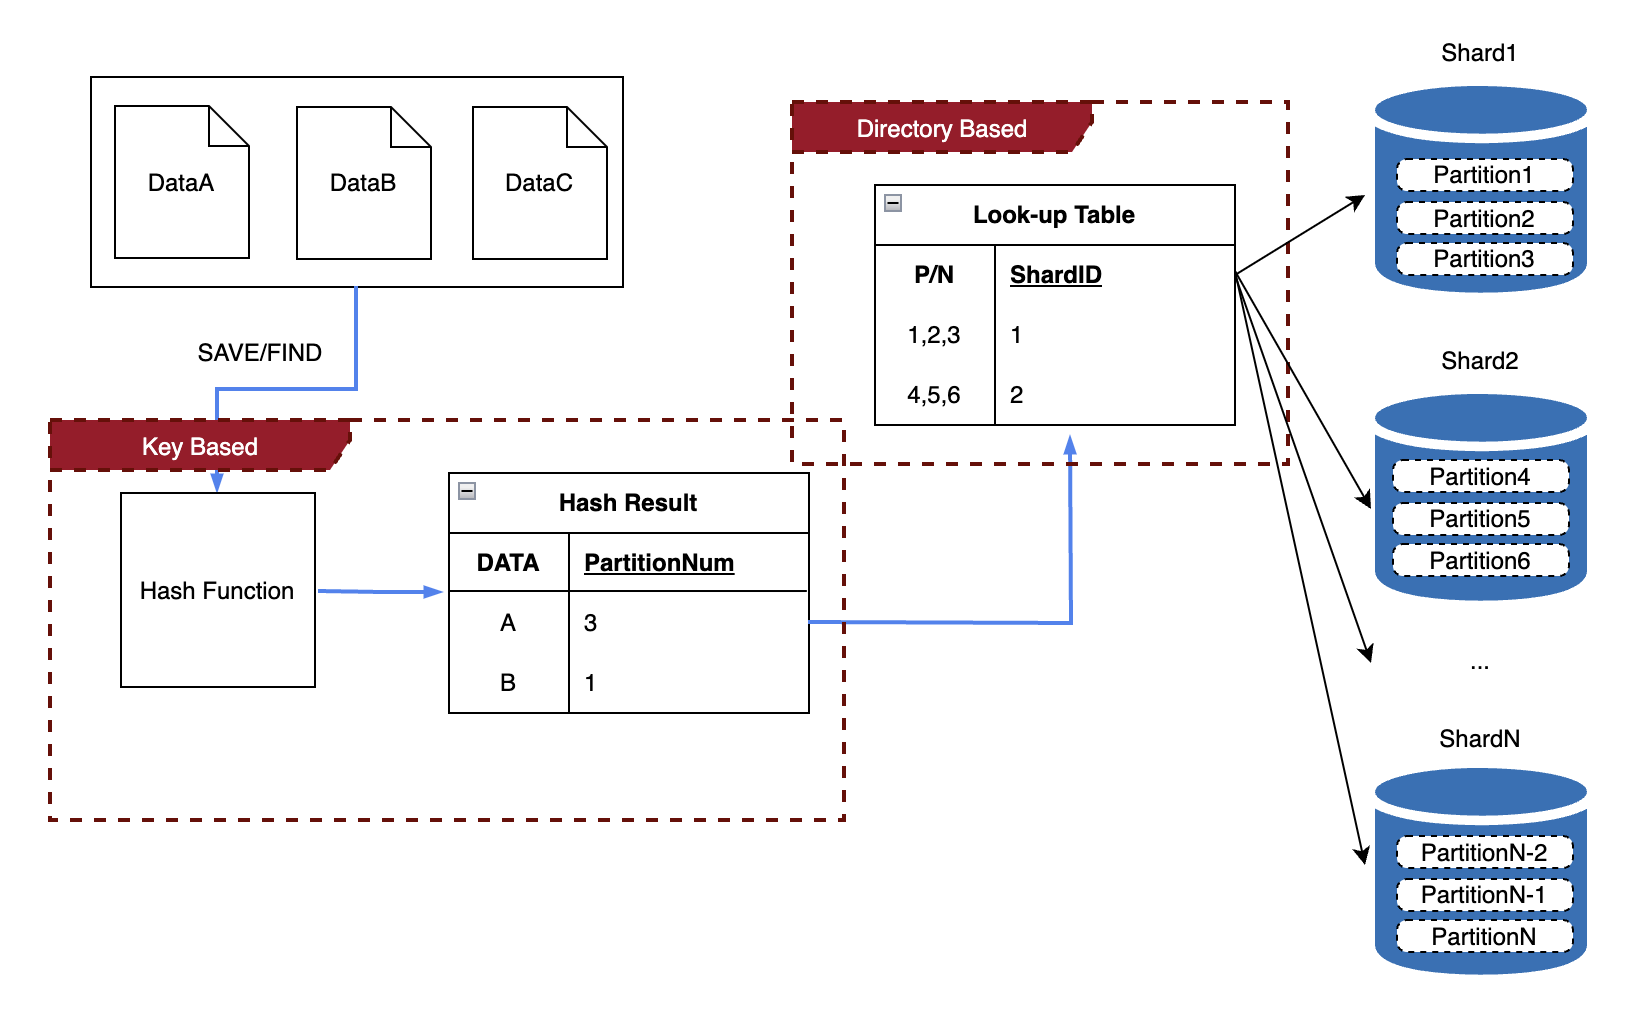 DataA
DataB
DataC
SAVE/FIND
Key Based
Hash Function
Hash Result
DATA PartitionNum
A 3
B 1
Directory Based
Look-up Table
P/N ShardID
1,2,3 1
4,5,6 2
Shard1
Partition1
Partition2
Partition3
Shard2
Partition4
Partition5
Partition6
...
ShardN
PartitionN-2
PartitionN-1
PartitionN